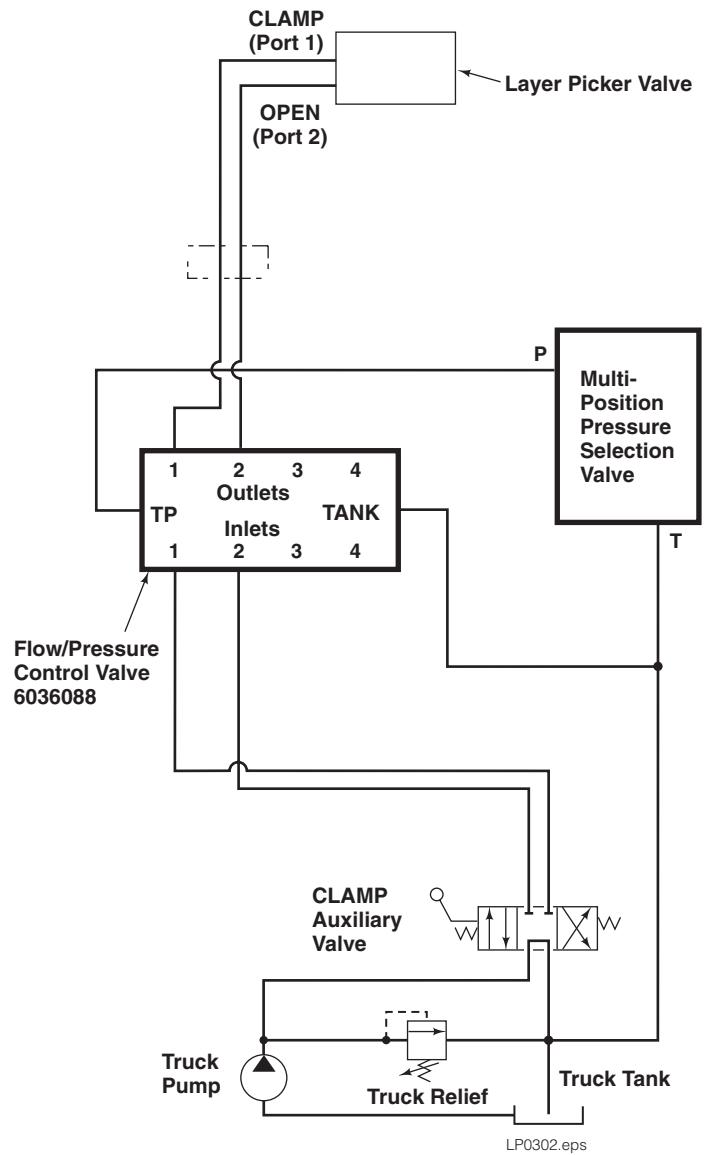 CLAMP
(Port 1)
Layer Picker Valve
OPEN
(Port 2)
P
Multi-
Position
Pressure
Selection
Valve
T
1 2 3 4
Outlets
TP
TANK
Inlets
1 2 3 4
Flow/Pressure
Control Valve
6036088
CLAMP
Auxiliary
Valve
Truck
Pump
Truck Relief
Truck Tank
LP0302.eps